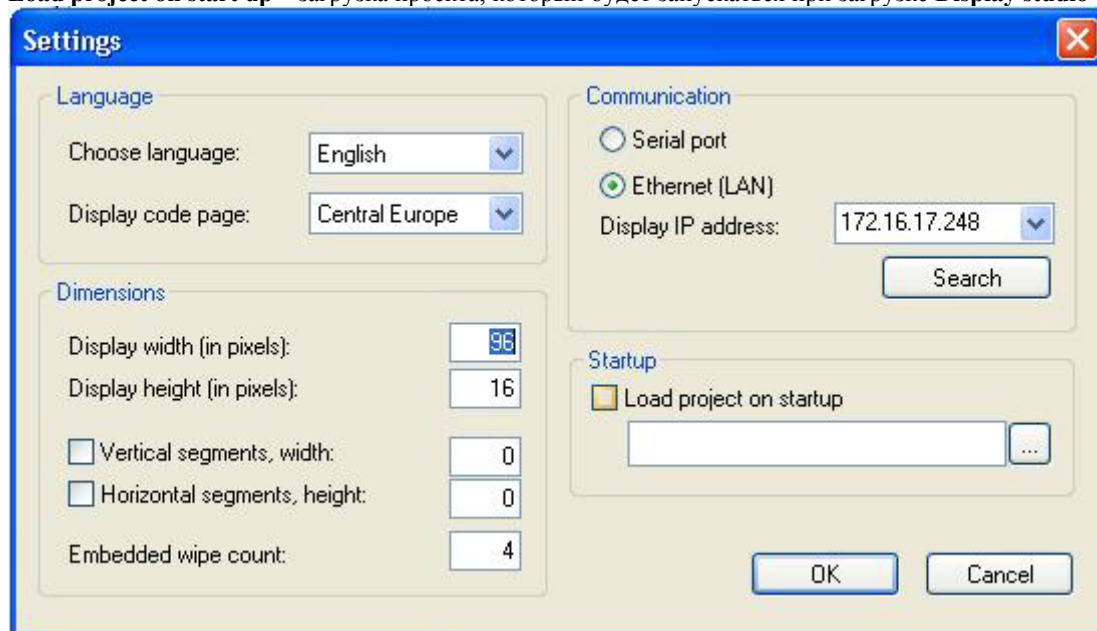 Load project on start up – загрузка проекта, который будет запускаться при загрузке Display studio
Settings
Language
Choose language:
English
Display code page:
Central Europe
Dimensions
Display width (in pixels):
96
Display height (in pixels):
16
Vertical segments, width:
0
Horizontal segments, height:
0
Embedded wipe count:
4
Communication
Serial port
Ethernet (LAN)
Display IP address:
172.16.17.248
Search
Startup
Load project on startup
...
OK
Cancel